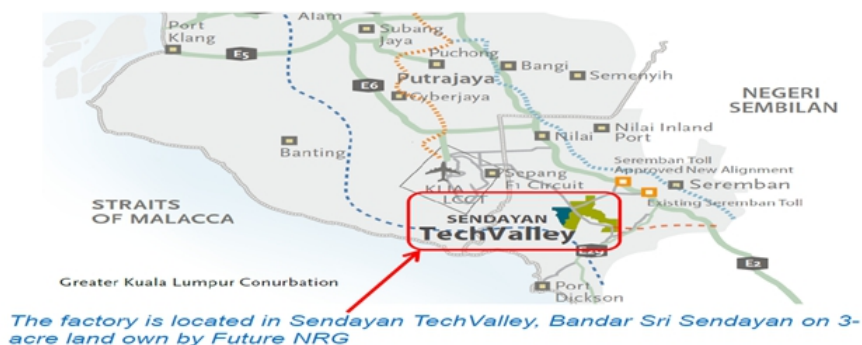 Port
Klang
Alam
Subang
Jaya
E5
Puchong
Putrajaya
Bangi
Semenyih
E6
Cyberjaya
NEGERI
SEMBILAN
Banting
Nilai
Nilai Inland
Port
Sepang
F1 Circuit
KLIA
LCCT
Seremban Toll
Approved New Alignment
Seremban
Existing Seremban Toll
STRAITS
OF MALACCA
SENDAYAN
TechValley
E29
E2
Port
Dickson
Greater Kuala Lumpur Conurbation
The factory is located in Sendayan TechValley, Bandar Sri Sendayan on 3-
acre land own by Future NRG